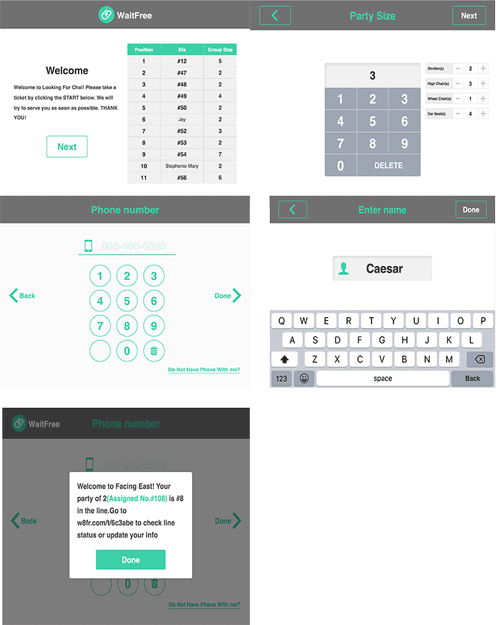 WaitFree
Welcome
Welcome to Looking For Chai! Please take a
ticket by clicking the START below. We will
try to serve you as soon as possible. THANK
YOU!
Next
Position IDs Group Size
1 #12 5
2 #47 2
3 #48 2
4 #49 4
5 #50 2
6 Jay 2
7 #52 3
8 #53 2
9 #54 7
10 Stephenie Mary 2
11 #56 6
Party Size
Next
3
1 2 3
4 5 6
7 8 9
0 DELETE
Stroller(s) − 2 +
High Chair(s) − 3 +
Wheel Chair(s) − 1 +
Car Seat(s) − 4 +
Phone number
000-000-0000
1 2 3
4 5 6
7 8 9
0
Back
Done
Do Not Have Phone With me?
Enter name
Done
Caesar
Q W E R T Y U I O P
A S D F G H J K L
Z X C V B N M
123 space Back
WaitFree
Phone number
000-000-0000
Welcome to Facing East! Your
party of 2(Assigned No.#108) is #8
in the line.Go to
w8fr.com/t/6c3abe to check line
status or update your info
Done
Back
Done
0
Do Not Have Phone With me?